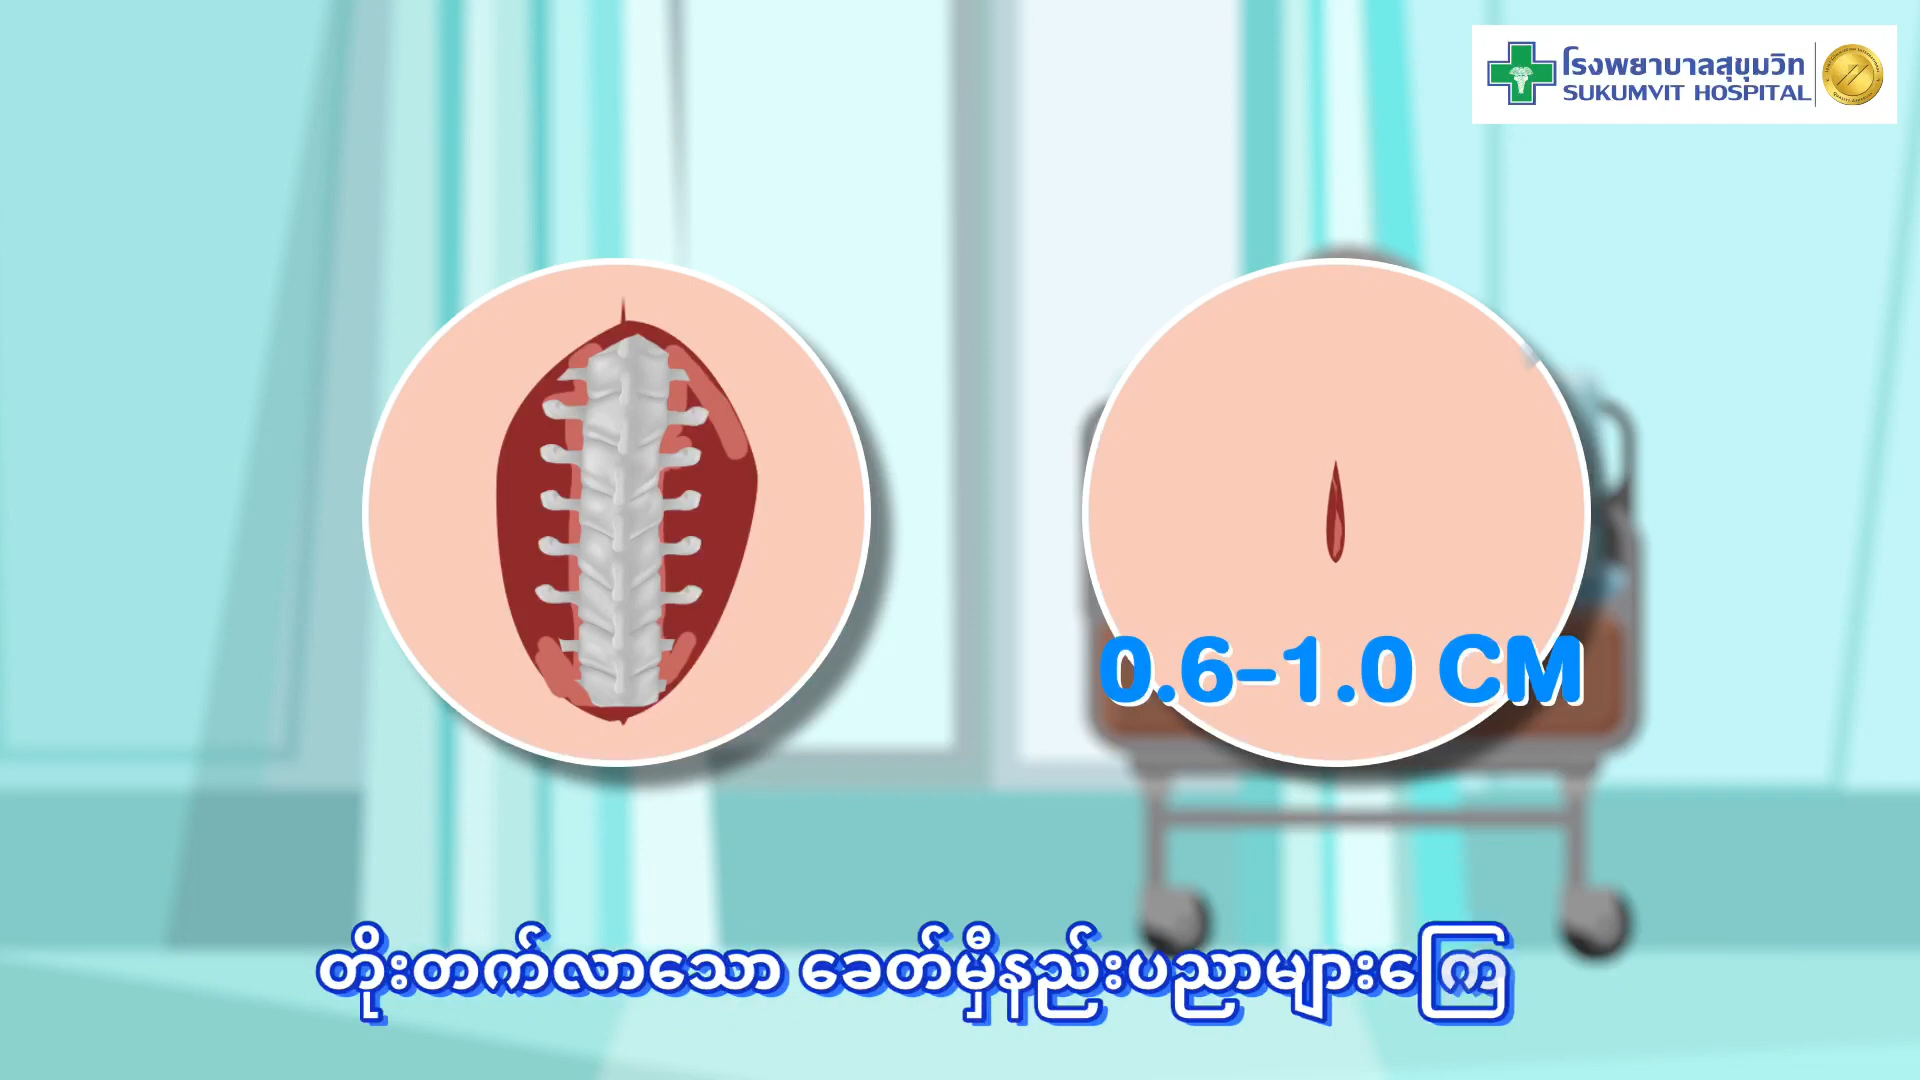 โรงพยาบาลสุขุมวิท
SUKUMVIT HOSPITAL
0.6-1.0 CM
တိုးတက်လာသော ခေတ်မှီနည်းပညာများကြေ